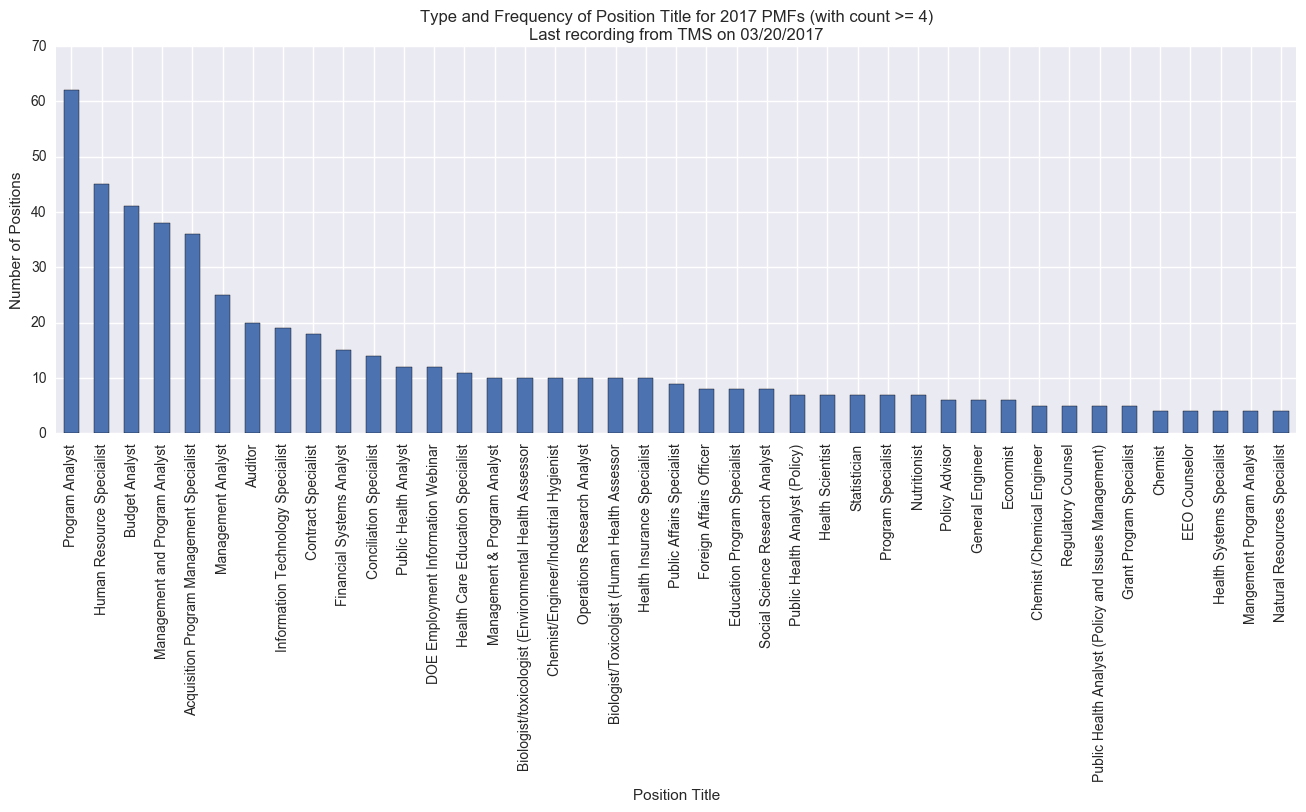 Type and Frequency of Position Title for 2017 PMFs (with count >= 4)
Last recording from TMS on 03/20/2017
Number of Positions
70
60
50
40
30
20
10
0
Program Analyst
Human Resource Specialist
Budget Analyst
Management and Program Analyst
Acquisition Program Management Specialist
Management Analyst
Auditor
Information Technology Specialist
Contract Specialist
Financial Systems Analyst
Conciliation Specialist
Public Health Analyst
DOE Employment Information Webinar
Health Care Education Specialist
Management & Program Analyst
Biologist/toxicologist (Environmental Health Assessor
Chemist/Engineer/Industrial Hygienist
Operations Research Analyst
Biologist/Toxicolgist (Human Health Assessor
Health Insurance Specialist
Public Affairs Specialist
Foreign Affairs Officer
Education Program Specialist
Social Science Research Analyst
Public Health Analyst (Policy)
Health Scientist
Statistician
Program Specialist
Nutritionist
Policy Advisor
General Engineer
Economist
Chemist /Chemical Engineer
Regulatory Counsel
Public Health Analyst (Policy and Issues Management)
Grant Program Specialist
Chemist
EEO Counselor
Health Systems Specialist
Mangement Program Analyst
Natural Resources Specialist
Position Title